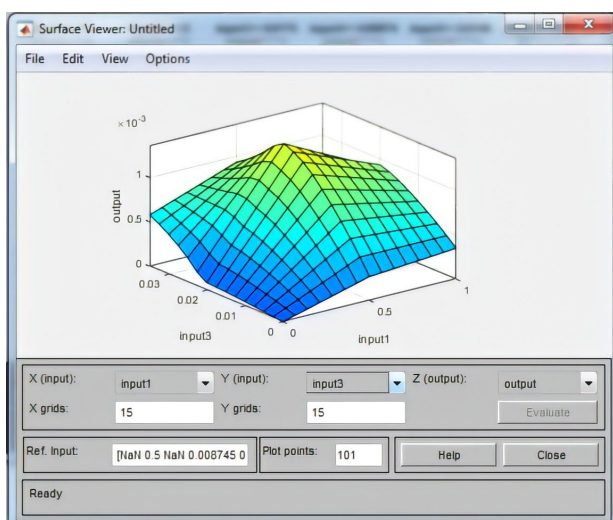 Surface Viewer: Untitled
File Edit View Options
×10⁻³
1
0.5
0
output
0.03
0.02
0.01
0
input3
0
0.5
1
input1
X (input): input1 Y (input): input3 Z (output): output
X grids: 15 Y grids: 15 Evaluate
Ref. Input: [NaN 0.5 NaN 0.008745 0 Plot points: 101 Help Close
Ready